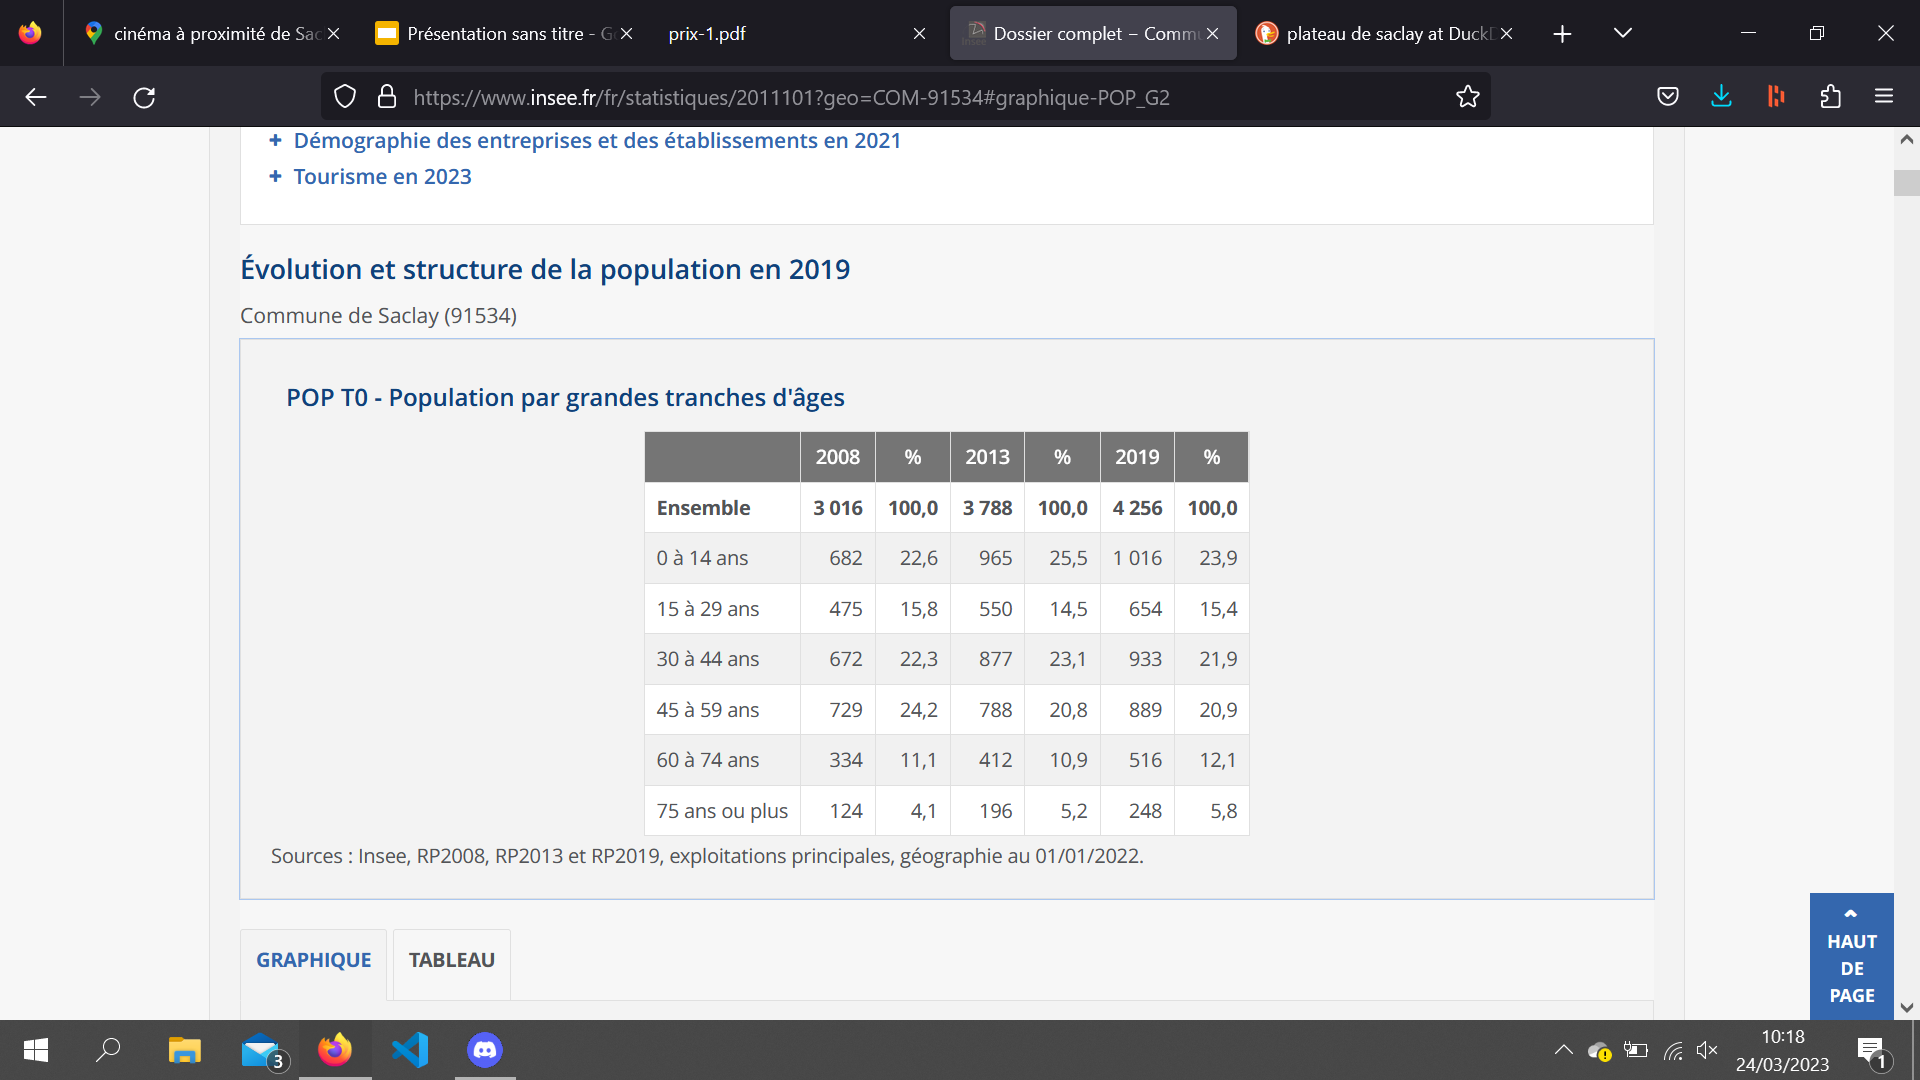 cinéma à proximité de Sac
Présentation sans titre - G
prix-1.pdf
Dossier complet − Commu
plateau de saclay at DuckD
https://www.insee.fr/fr/statistiques/2011101?geo=COM-91534#graphique-POP_G2
+ Démographie des entreprises et des établissements en 2021
+ Tourisme en 2023
Évolution et structure de la population en 2019
Commune de Saclay (91534)
POP T0 - Population par grandes tranches d'âges
2008 % 2013 % 2019 %
Ensemble 3 016 100,0 3 788 100,0 4 256 100,0
0 à 14 ans 682 22,6 965 25,5 1 016 23,9
15 à 29 ans 475 15,8 550 14,5 654 15,4
30 à 44 ans 672 22,3 877 23,1 933 21,9
45 à 59 ans 729 24,2 788 20,8 889 20,9
60 à 74 ans 334 11,1 412 10,9 516 12,1
75 ans ou plus 124 4,1 196 5,2 248 5,8
Sources : Insee, RP2008, RP2013 et RP2019, exploitations principales, géographie au 01/01/2022.
GRAPHIQUE TABLEAU
HAUT
DE
PAGE
3
10:18
24/03/2023
1